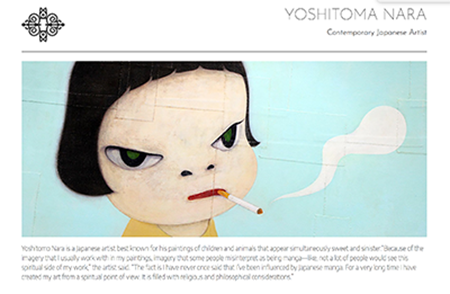 YOSHITOMA NARA
Contemporary Japanese Artist
Yoshitomo Nara is a Japanese artist best known for his paintings of children and animals that appear simultaneously sweet and sinister. "Because of the
imagery that I usually work with in my paintings, imagery that some people misinterpret as being manga—like, not a lot of people would see this
spiritual side of my work," the artist said. "The fact is I have never once said that I've been influenced by Japanese manga. For a very long time I have
created my art from a spiritual point of view. It is filled with religious and philosophical considerations."